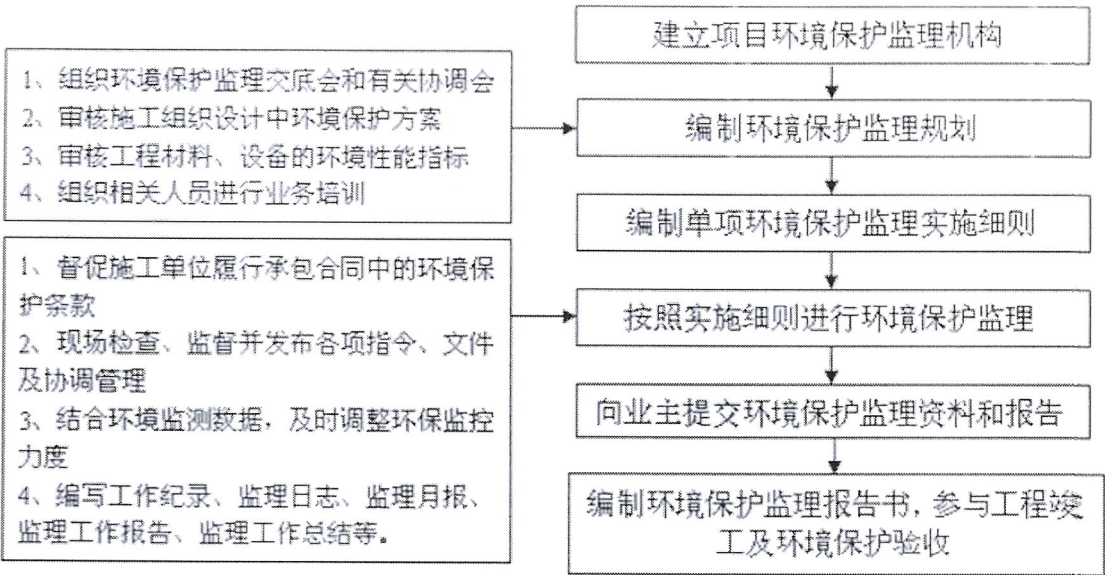 建立项目环境保护监理机构
1、组织环境保护监理交底会和有关协调会
2、审核施工组织设计中环境保护方案
3、审核工程材料、设备的环境性能指标
4、组织相关人员进行业务培训
编制环境保护监理规划
编制单项环境保护监理实施细则
1、督促施工单位履行承包合同中的环境保
护条款
2、现场检查、监督并发布各项指令、文件
及协调管理
3、结合环境监测数据，及时调整环保监控
力度
4、编写工作纪录、监理日志、监理月报、
监理工作报告、监理工作总结等。
按照实施细则进行环境保护监理
向业主提交环境保护监理资料和报告
编制环境保护监理报告书，参与工程竣
工及环境保护验收